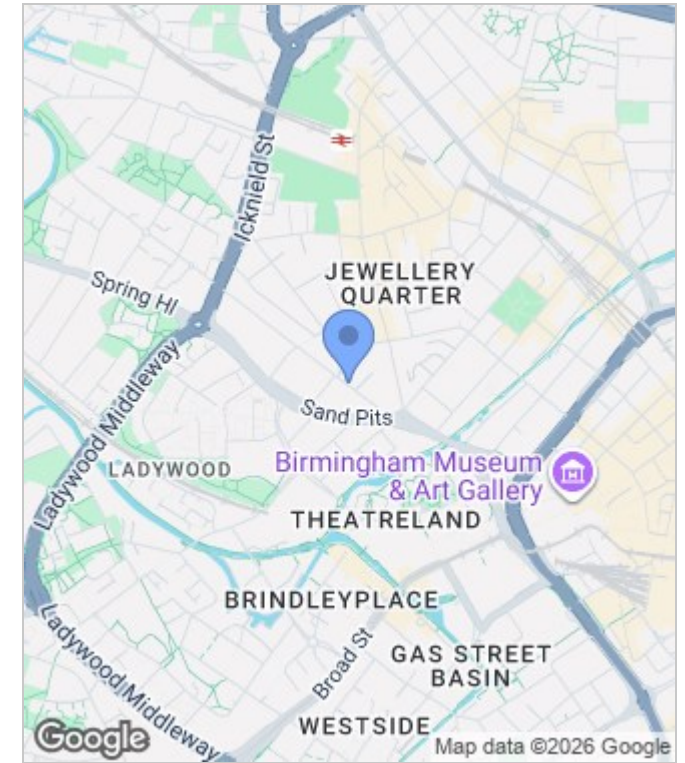 Icknield St
JEWELLERY
QUARTER
Spring Hl
Sand Pits
Ladywood Middleway
LADYWOOD
Birmingham Museum
& Art Gallery
THEATRELAND
BRINDLEYPLACE
Broad St
GAS STREET
BASIN
Ladywood Middleway
WESTSIDE
Google
Map data ©2026 Google